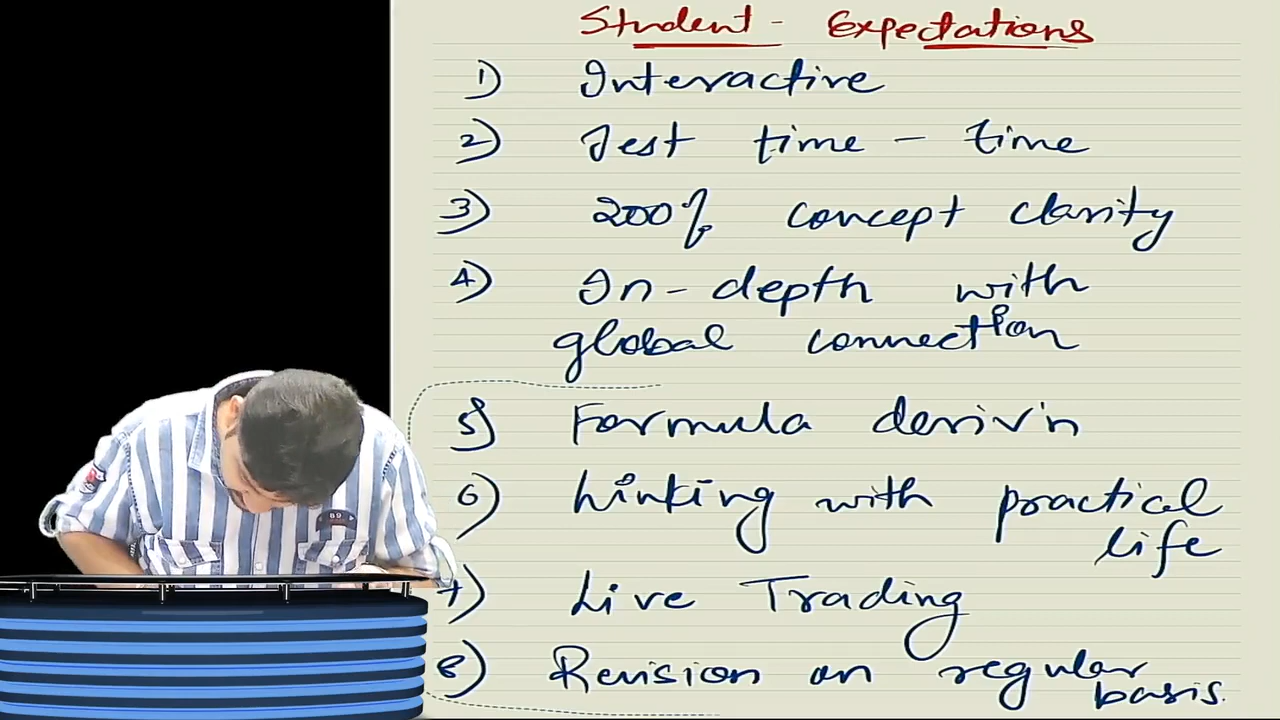 Student - Expectations
1) Interactive
2) Test time - time
3) 200% concept clarity
4) In-depth with
global connection
5) Formula deriv'n
6) Linking with practical
life
7) Live Trading
8) Revision on regular
basis.
89